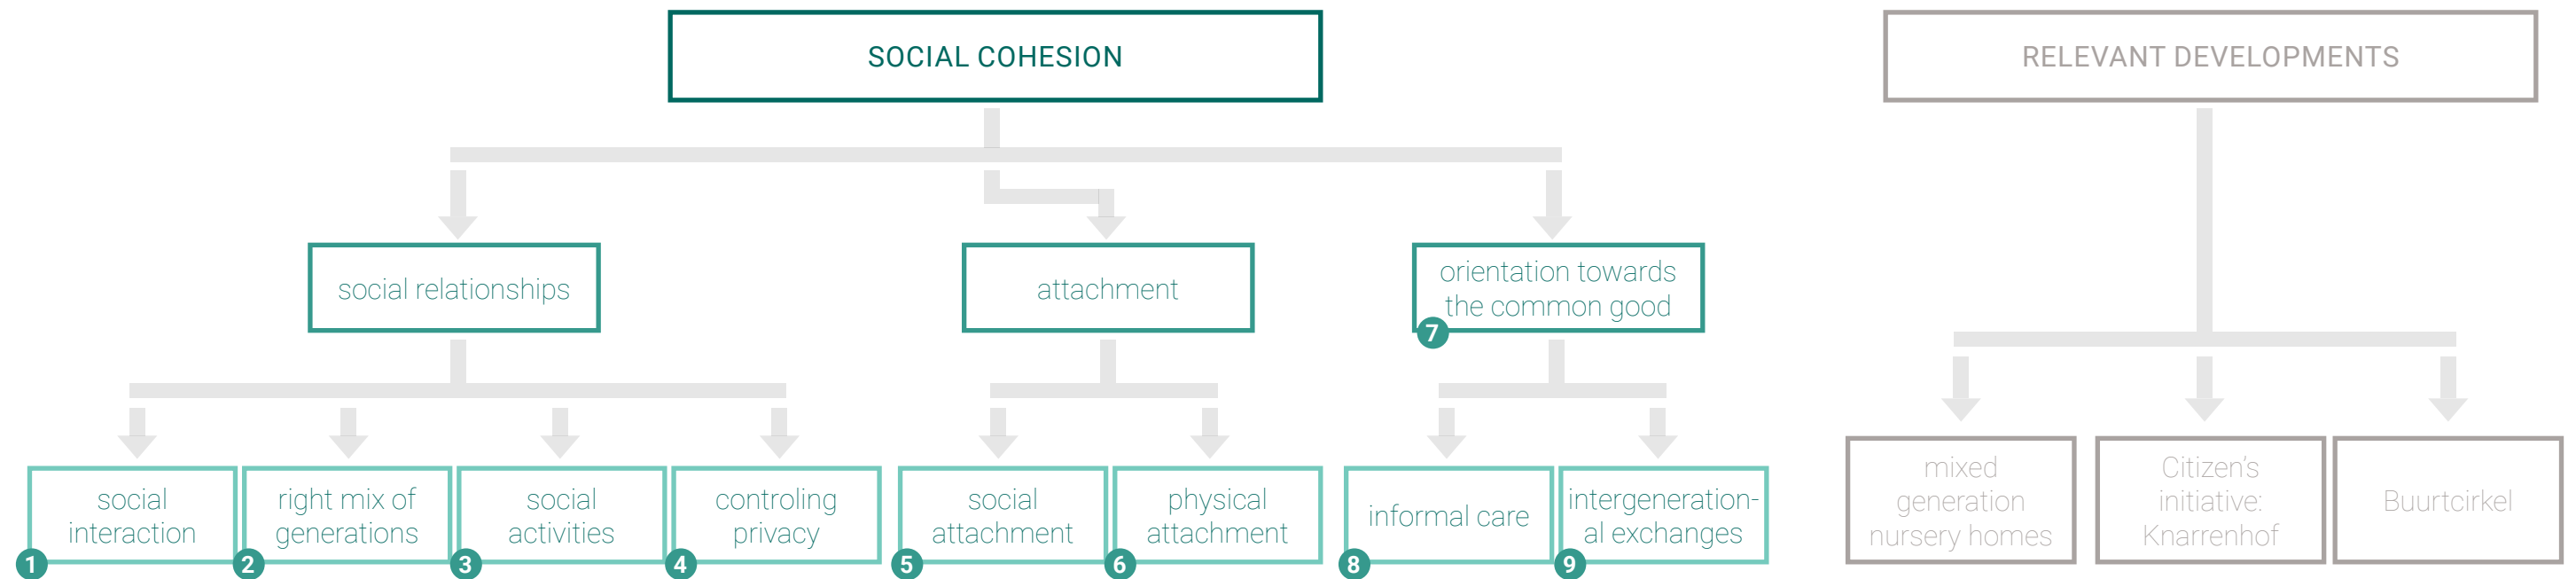 SOCIAL COHESION
RELEVANT DEVELOPMENTS
social relationships
attachment
orientation towards
the common good
7
social
interaction
1
right mix of
generations
2
social
activities
3
controling
privacy
4
social
attachment
5
physical
attachment
6
informal care
8
intergeneration-
al exchanges
9
mixed
generation
nursery homes
Citizen's
initiative:
Knarrenhof
Buurtcirkel